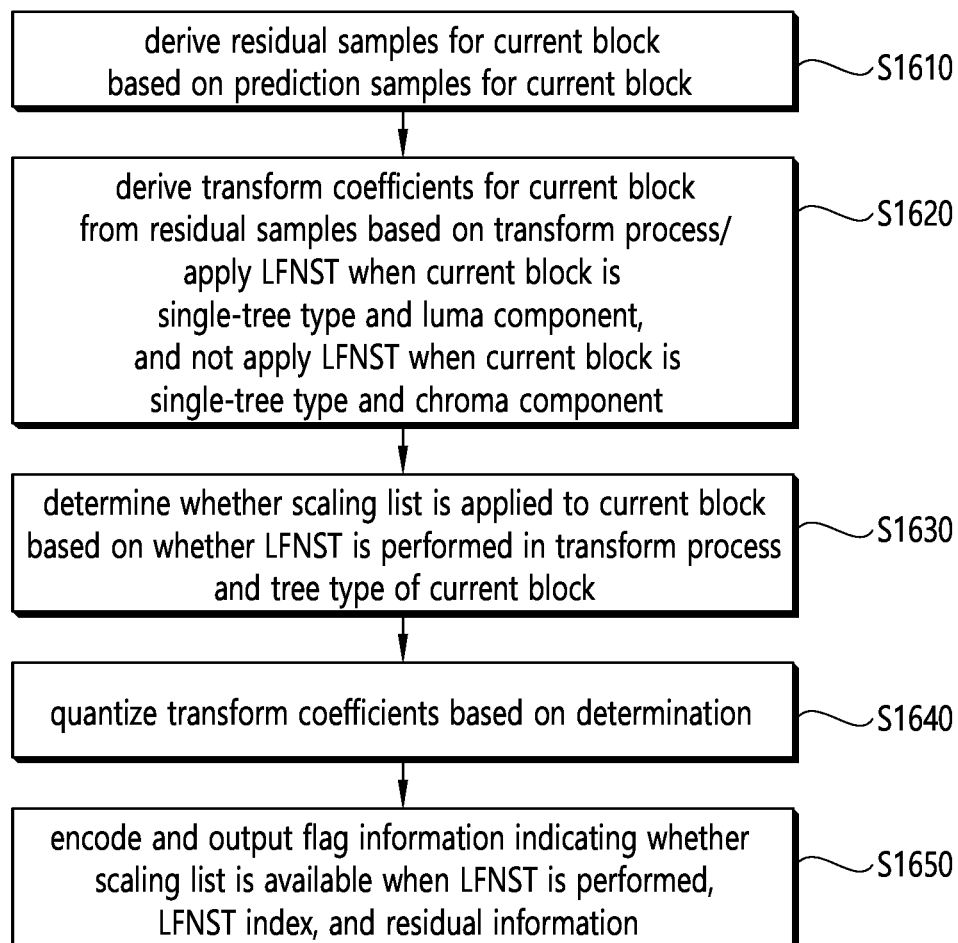 derive residual samples for current block
based on prediction samples for current block
S1610
derive transform coefficients for current block
from residual samples based on transform process/
apply LFNST when current block is
single-tree type and luma component,
and not apply LFNST when current block is
single-tree type and chroma component
S1620
determine whether scaling list is applied to current block
based on whether LFNST is performed in transform process
and tree type of current block
S1630
quantize transform coefficients based on determination
S1640
encode and output flag information indicating whether
scaling list is available when LFNST is performed,
LFNST index, and residual information
S1650